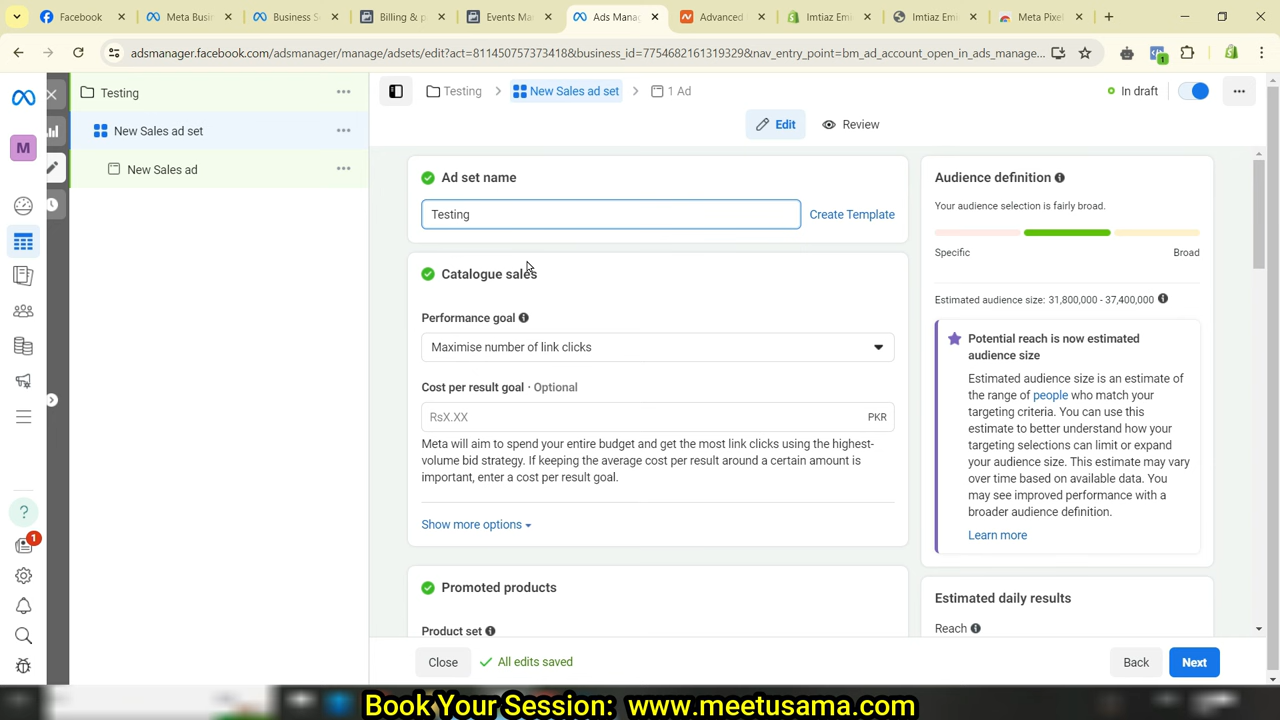 Facebook
Meta Busi
Business S
Billing & p
Events Ma
Ads Mana
Advanced
Imtiaz Em
Imtiaz Em
Meta Pixel
adsmanager.facebook.com/adsmanager/manage/adsets/edit?act=811450757373418&business_id=775468216131932​9&nav_entry_point=bm_ad_account_open_in_ads_manage...
1
Testing
New Sales ad set
New Sales ad
Testing
New Sales ad set
1 Ad
In draft
Edit
Review
M
Ad set name
Testing
Create Template
Catalogue sales
Performance goal
Maximise number of link clicks
Cost per result goal · Optional
RsX.XX
PKR
Meta will aim to spend your entire budget and get the most link clicks using the highest-
volume bid strategy. If keeping the average cost per result around a certain amount is
important, enter a cost per result goal.
Show more options
Promoted products
Product set
Audience definition
Your audience selection is fairly broad.
Specific
Broad
Estimated audience size: 31,800,000 - 37,400,000
Potential reach is now estimated
audience size
Estimated audience size is an estimate of
the range of people who match your
targeting criteria. You can use this
estimate to better understand how your
targeting selections can limit or expand
your audience size. This estimate may vary
over time based on available data. You
may see improved performance with a
broader audience definition.
Learn more
Estimated daily results
Reach
1
Close
All edits saved
Back
Next
Book Your Session: www.meetusama.com